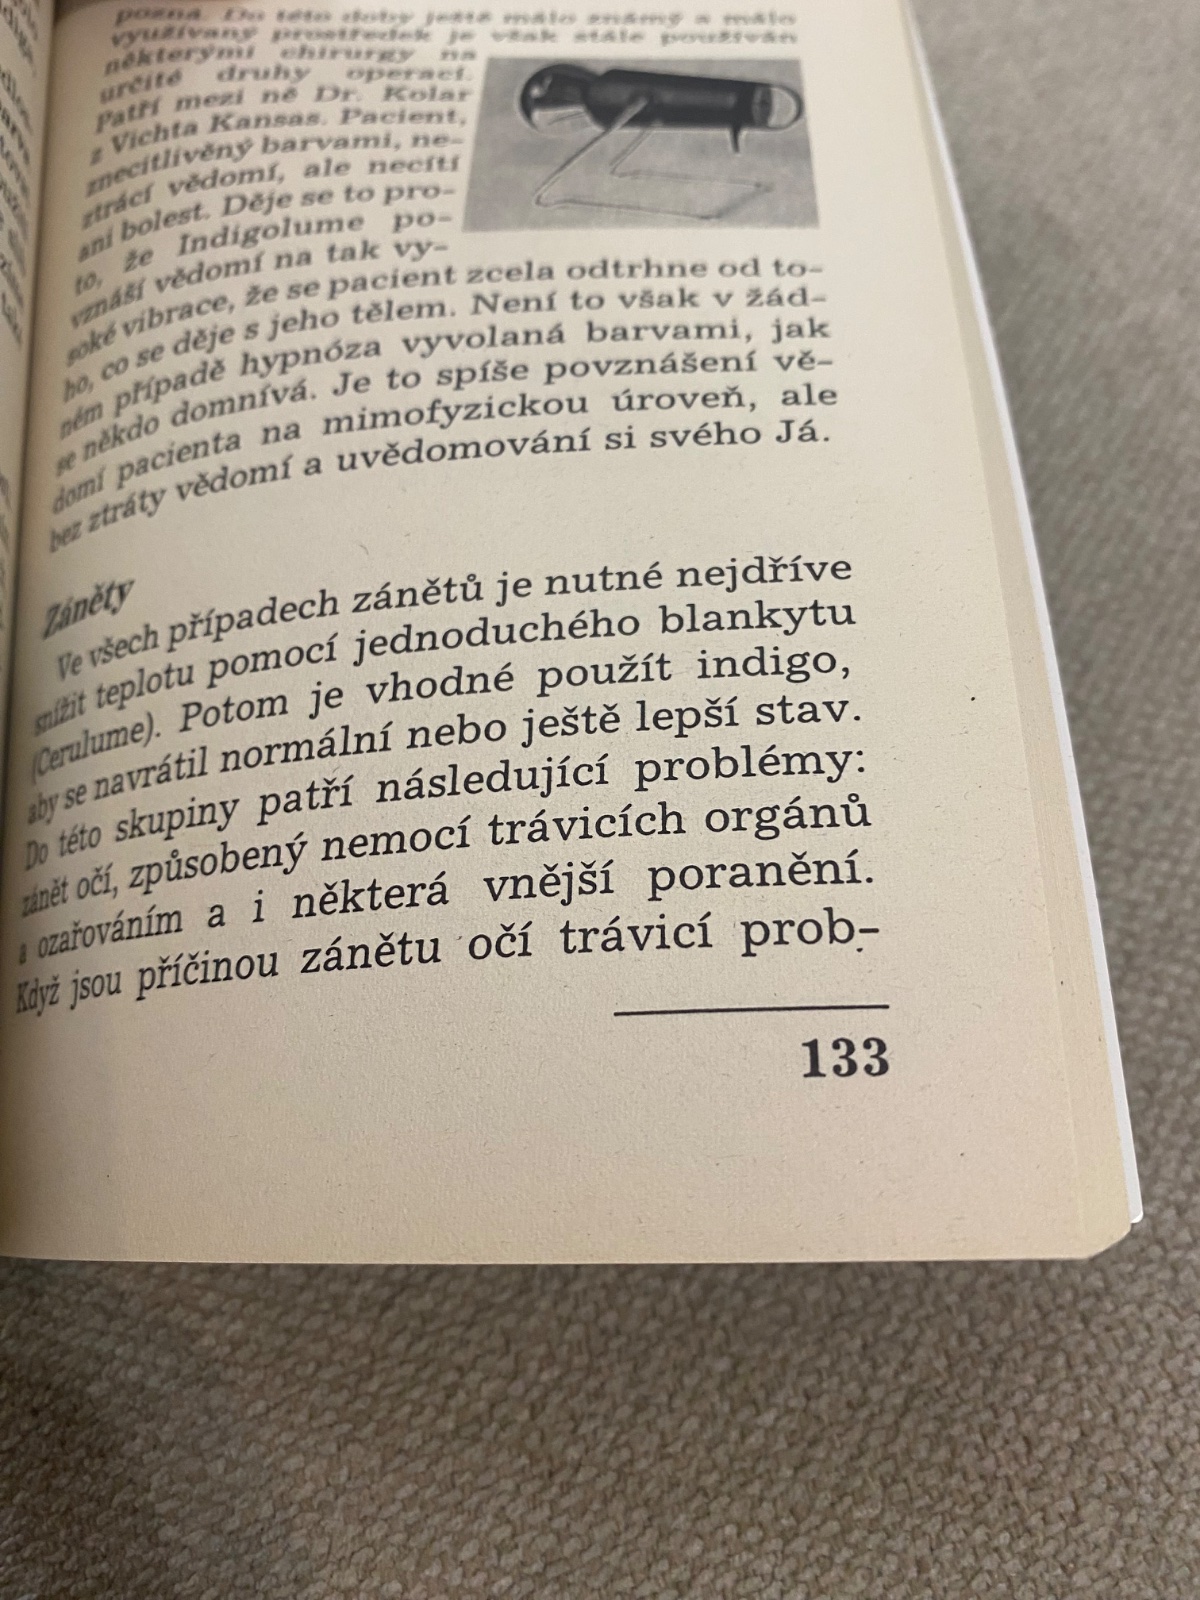 pozná. Do této doby ještě málo známý a málo
využívaný prostředek je však stále používán
některými chirurgy na
určité druhy operací.
Patří mezi ně Dr. Kolar
z Vichta Kansas. Pacient,
znecitlivěný barvami, ne-
ztrácí vědomí, ale necítí
ani bolest. Děje se to pro-
to, že Indigolume po-
vznáší vědomí na tak vy-
soké vibrace, že se pacient zcela odtrhne od to-
ho, co se děje s jeho tělem. Není to však v žád-
ném případě hypnóza vyvolaná barvami, jak
se někdo domnívá. Je to spíše povznášení vě-
domí pacienta na mimofyzickou úroveň, ale
bez ztráty vědomí a uvědomování si svého Já.
Záněty
Ve všech případech zánětů je nutné nejdříve
snížit teplotu pomocí jednoduchého blankytu
(Cerulume). Potom je vhodné použít indigo,
aby se navrátil normální nebo ještě lepší stav.
Do této skupiny patří následující problémy:
zánět očí, způsobený nemocí trávicích orgánů
a ozařováním a i některá vnější poranění.
Když jsou příčinou zánětu očí trávicí prob-
133